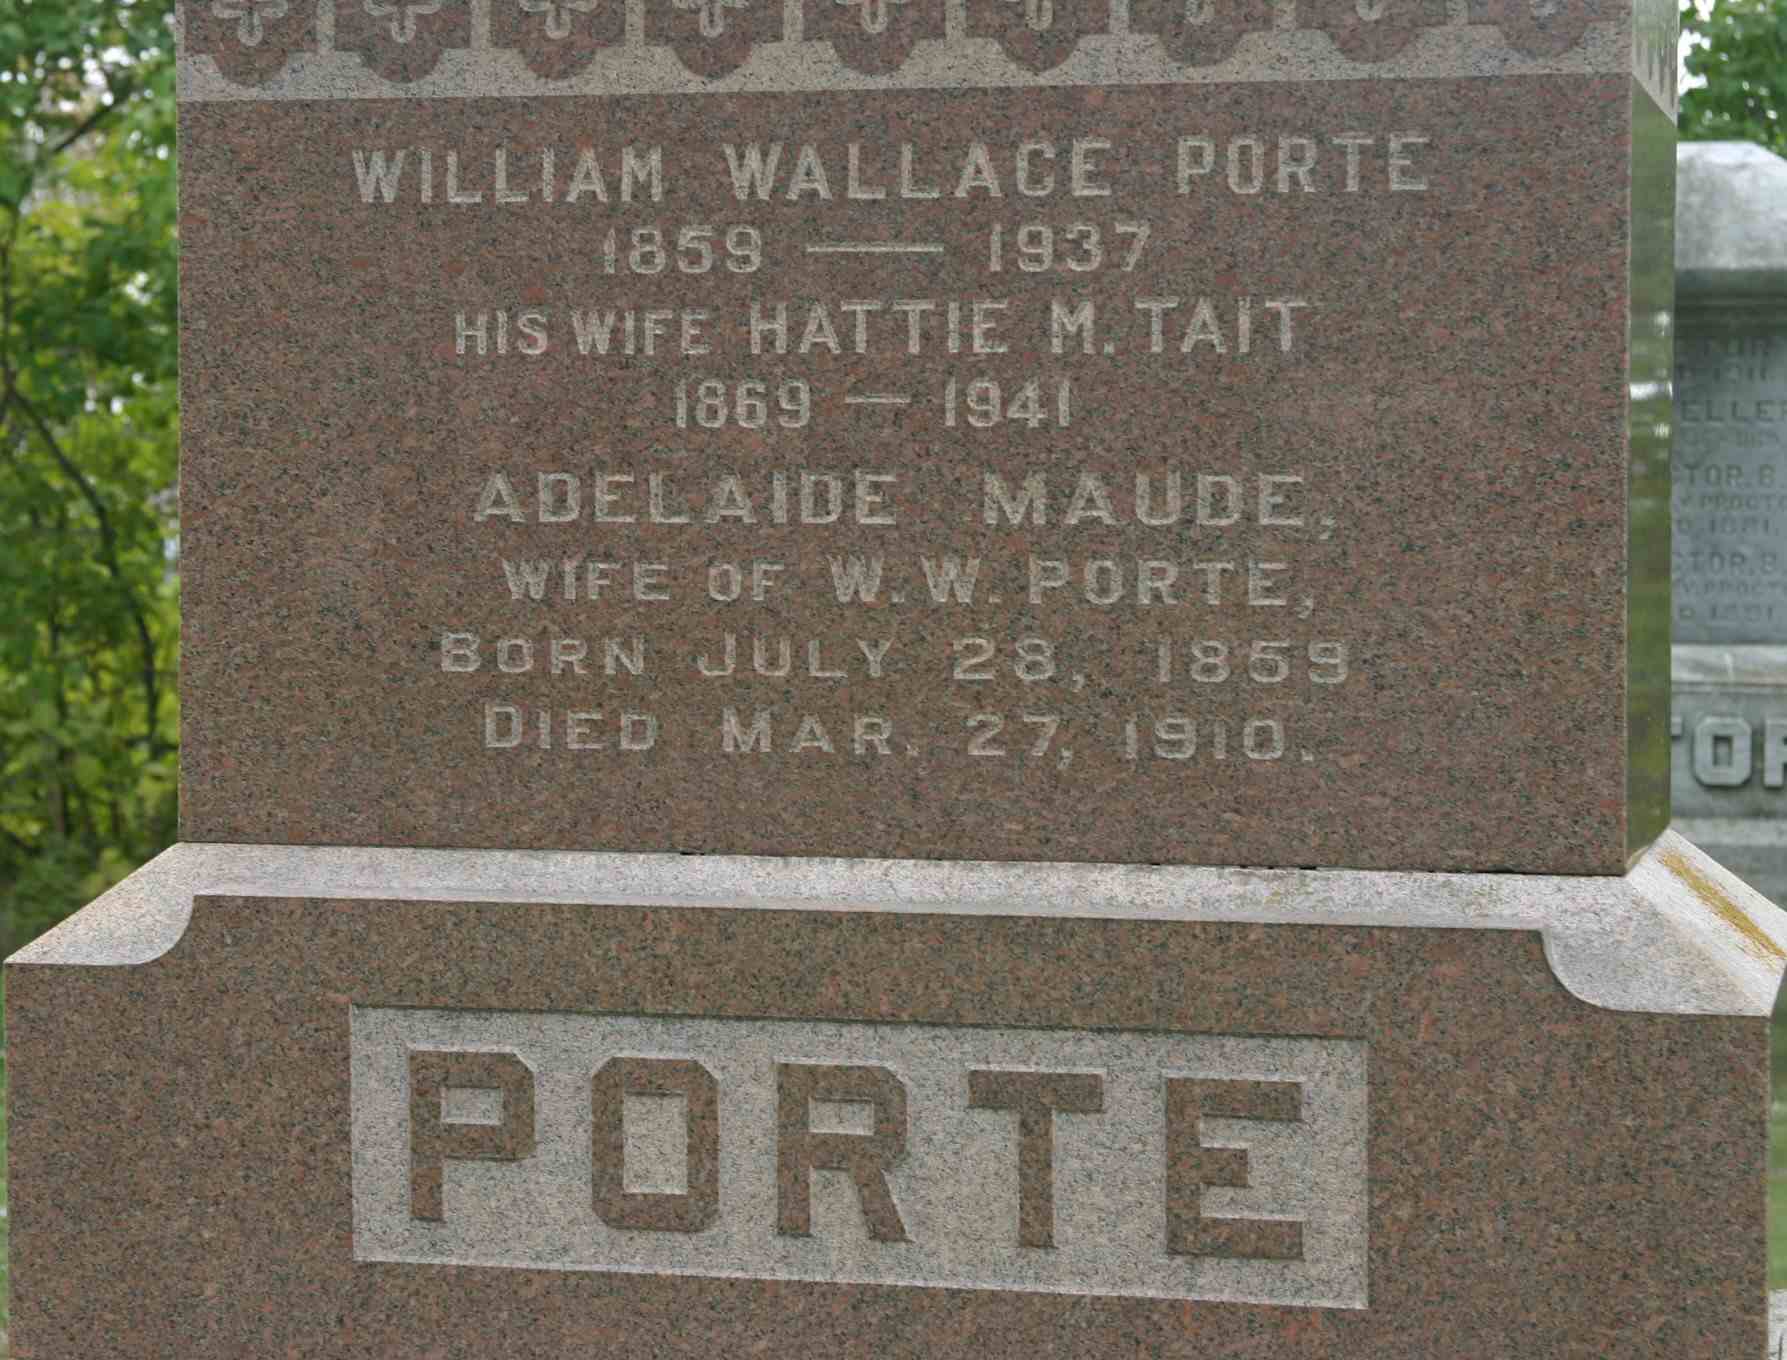 WILLIAM WALLACE PORTE
1859 — 1937
HIS WIFE HATTIE M. TAIT
1869 — 1941
ADELAIDE MAUDE,
WIFE OF W. W. PORTE,
BORN JULY 28, 1859
DIED MAR. 27, 1910.
PORTE